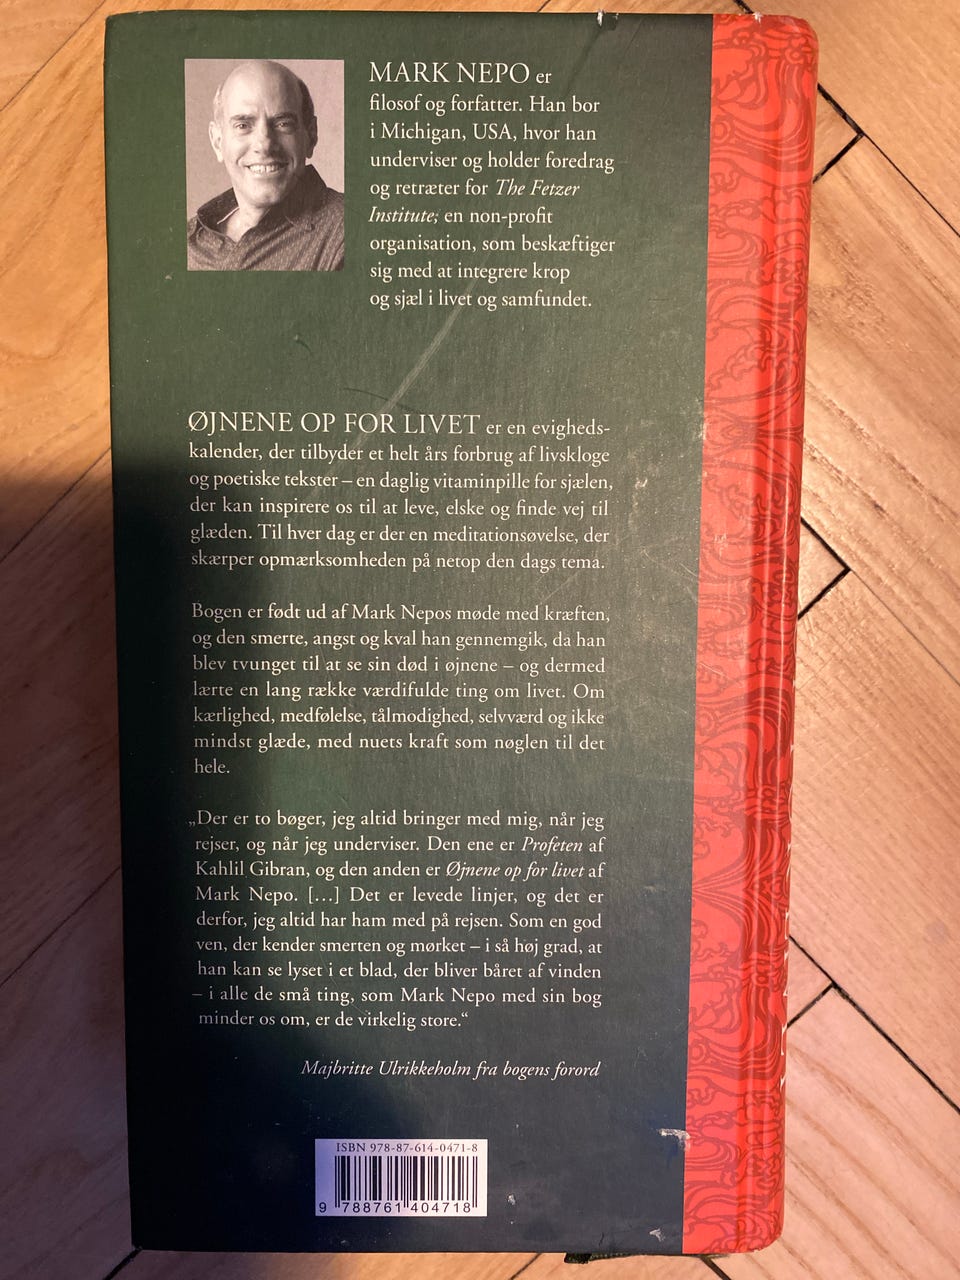 MARK NEPO er
filosof og forfatter. Han bor
i Michigan, USA, hvor han
underviser og holder foredrag
og retræter for The Fetzer
Institute; en non-profit
organisation, som beskæftiger
sig med at integrere krop
og sjæl i livet og samfundet.
ØJNENE OP FOR LIVET er en evigheds-
kalender, der tilbyder et helt års forbrug af livskloge
og poetiske tekster – en daglig vitaminpille for sjælen,
der kan inspirere os til at leve, elske og finde vej til
glæden. Til hver dag er der en meditationsøvelse, der
skærper opmærksomheden på netop den dags tema.
Bogen er født ud af Mark Nepos møde med kræften,
og den smerte, angst og kval han gennemgik, da han
blev tvunget til at se sin død i øjnene – og dermed
lærte en lang række værdifulde ting om livet. Om
kærlighed, medfølelse, tålmodighed, selvværd og ikke
mindst glæde, med nuets kraft som nøglen til det
hele.
„Der er to bøger, jeg altid bringer med mig, når jeg
rejser, og når jeg underviser. Den ene er Profeten af
Kahlil Gibran, og den anden er Øjnene op for livet af
Mark Nepo. […] Det er levede linjer, og det er
derfor, jeg altid har ham med på rejsen. Som en god
ven, der kender smerten og mørket – i så høj grad, at
han kan se lyset i et blad, der bliver båret af vinden
– i alle de små ting, som Mark Nepo med sin bog
minder os om, er de virkelig store.“
Majbritte Ulrikkeholm fra bogens forord
ISBN 978-87-614-0471-8
9 788761 404718